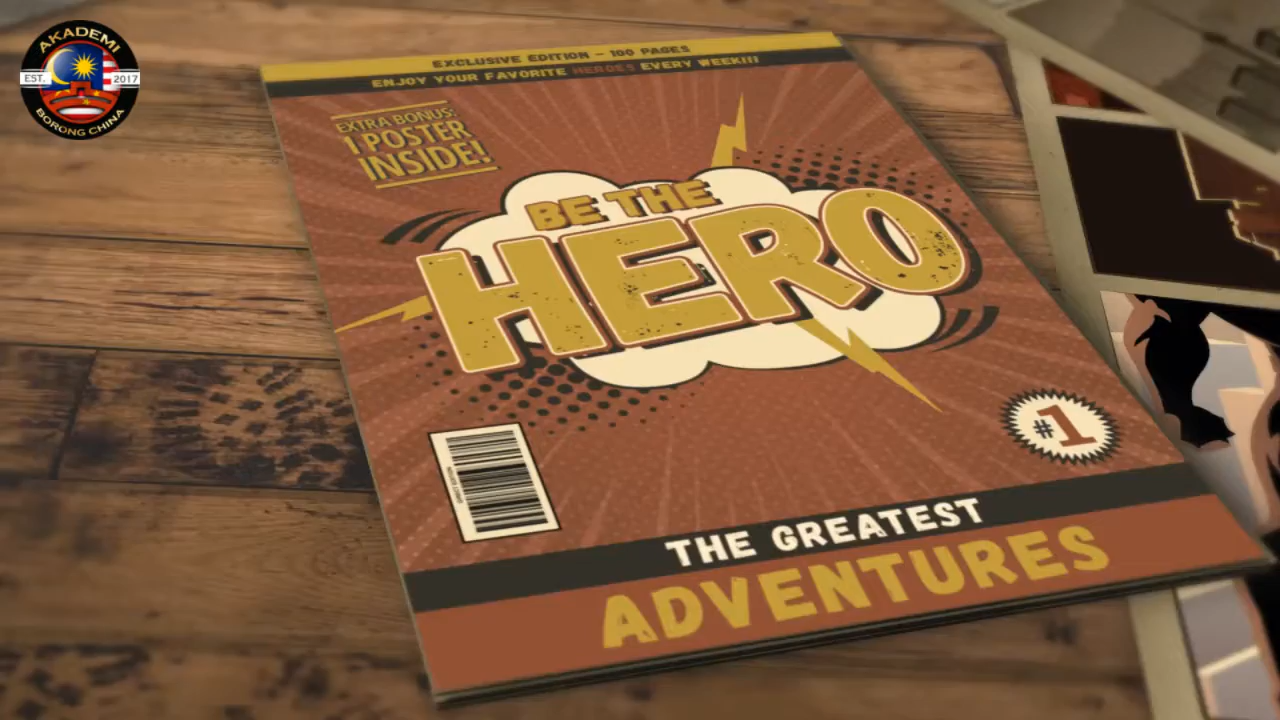 AKADEMI
EST. 2017
BORONG CHINA
EXCLUSIVE EDITION – 100 PAGES
ENJOY YOUR FAVORITE HEROES EVERY WEEK!!!
EXTRA BONUS:
1 POSTER
INSIDE!
BE THE
HERO
#1
THE GREATEST
ADVENTURES